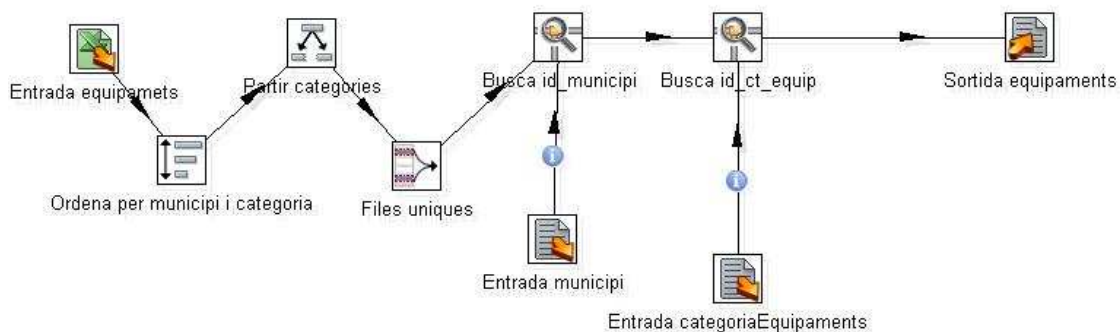 Entrada equipamets
Partir categories
Busca id_municipi
Busca id_ct_equip
Sortida equipaments
Ordena per municipi i categoria
Files uniques
Entrada municipi
Entrada categoriaEquipaments